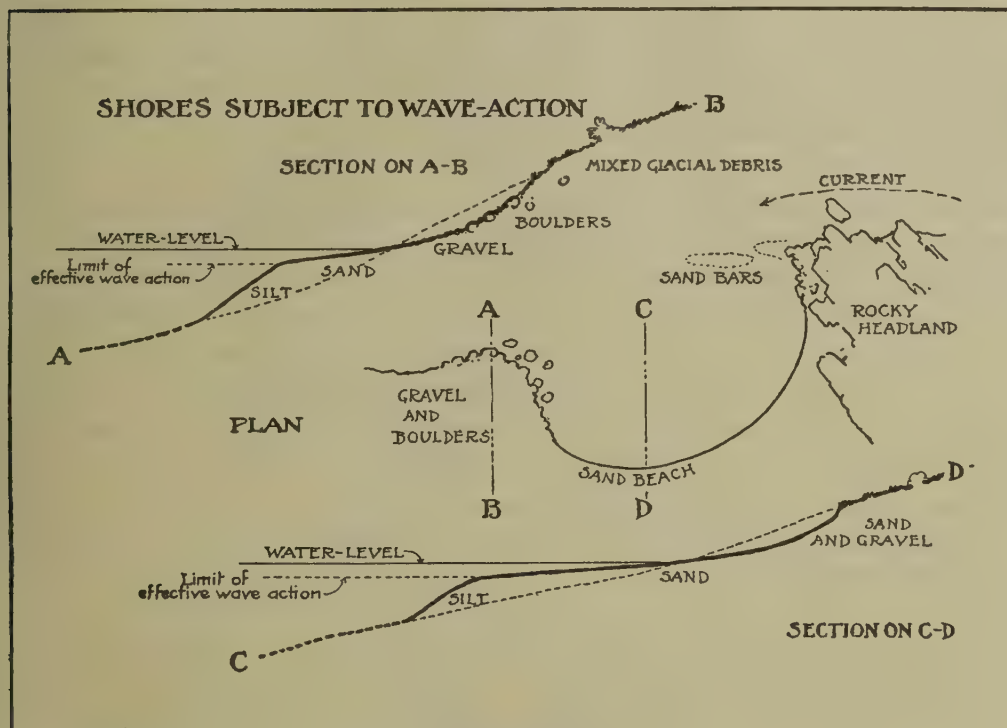 SHORES SUBJECT TO WAVE-ACTION
B
SECTION ON A-B
MIXED GLACIAL DEBRIS
BOULDERS
GRAVEL
WATER-LEVEL
Limit of
effective wave action
SAND
SILT
A
CURRENT
SAND BARS
ROCKY
HEADLAND
A
C
PLAN
GRAVEL
AND
BOULDERS
SAND BEACH
B
D
D
SAND
AND GRAVEL
WATER-LEVEL
Limit of
effective wave action
SAND
SILT
C
SECTION ON C-D